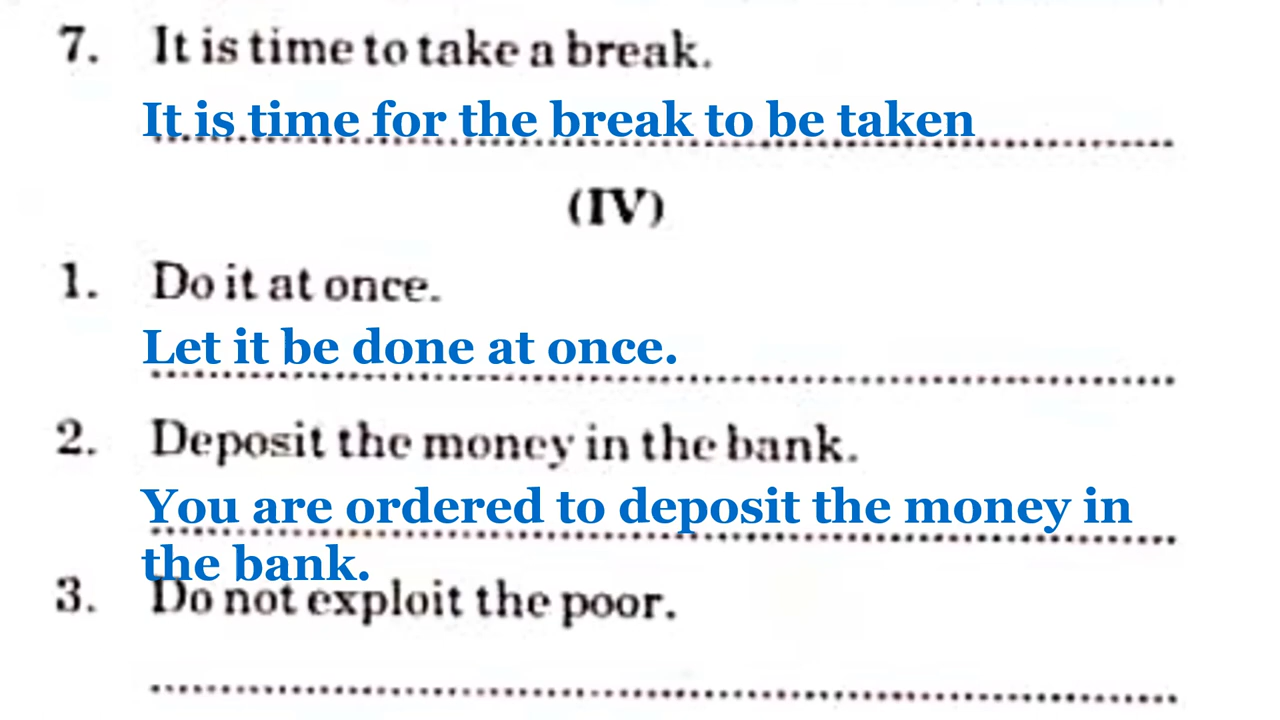 7. It is time to take a break.
It is time for the break to be taken
(IV)
1. Do it at once.
Let it be done at once.
2. Deposit the money in the bank.
You are ordered to deposit the money in
the bank.
3. Do not exploit the poor.